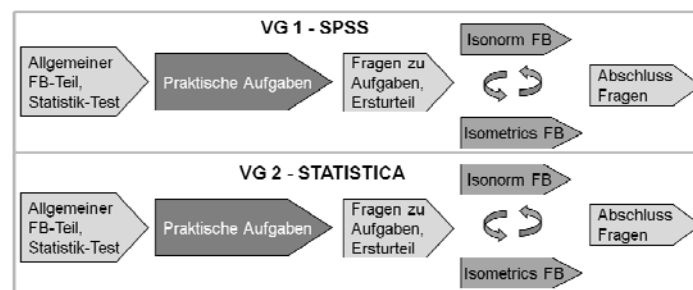 VG 1 - SPSS
Allgemeiner
FB-Teil,
Statistik-Test
Praktische Aufgaben
Fragen zu
Aufgaben,
Ersturteil
Isonorm FB
Isometrics FB
Abschluss
Fragen
VG 2 - STATISTICA
Allgemeiner
FB-Teil,
Statistik-Test
Praktische Aufgaben
Fragen zu
Aufgaben,
Ersturteil
Isonorm FB
Isometrics FB
Abschluss
Fragen